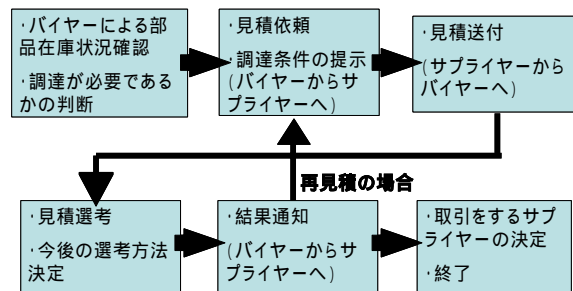 ·バイヤーによる部
品在庫状況確認
·調達が必要である
かの判断
·見積依頼
·調達条件の提示
(バイヤーからサ
プライヤーへ)
·見積送付
(サプライヤーから
バイヤーへ)
再見積の場合
·見積選考
·今後の選考方法
決定
·結果通知
(バイヤーからサ
プライヤーへ)
·取引をするサプ
ライヤーの決定
·終了